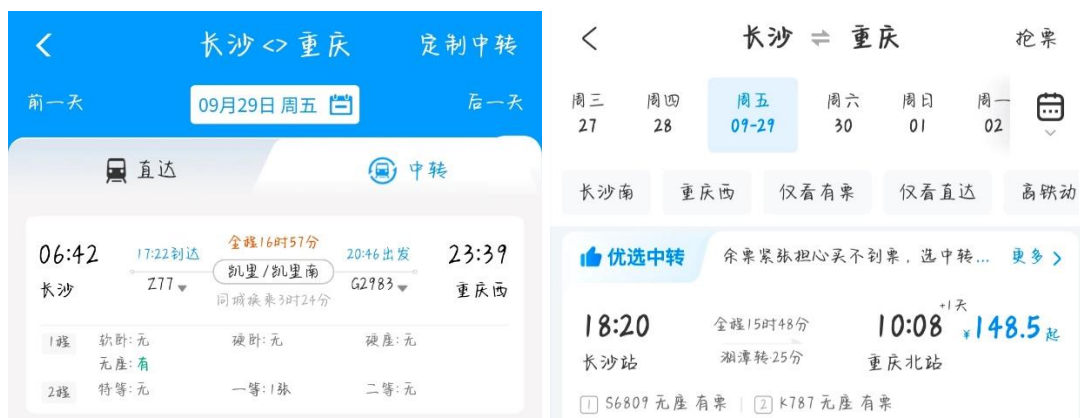 长沙<>重庆 定制中转
前一天 09月29日 周五 后一天
直达 中转
全程16时57分
06:42 17:22到达 20:46出发 23:39
凯里/凯里南
长沙 Z77 G2983 重庆西
同城换乘3时24分
1程 软卧:无 硬卧:无 硬座:无
无座:有
2程 特等:无 一等:1张 二等:无
长沙 ⇌ 重庆 抢票
周三 周四 周五 周六 周日 周一
27 28 09-29 30 01 02
长沙南 重庆西 仅看有票 仅看直达 高铁动
优选中转 余票紧张担心买不到票,选中转... 更多 >
18:20 全程15时48分 10:08 +1天 ¥148.5起
长沙站 湘潭转·25分 重庆北站
1 S6809 无座 有票 | 2 K787 无座 有票